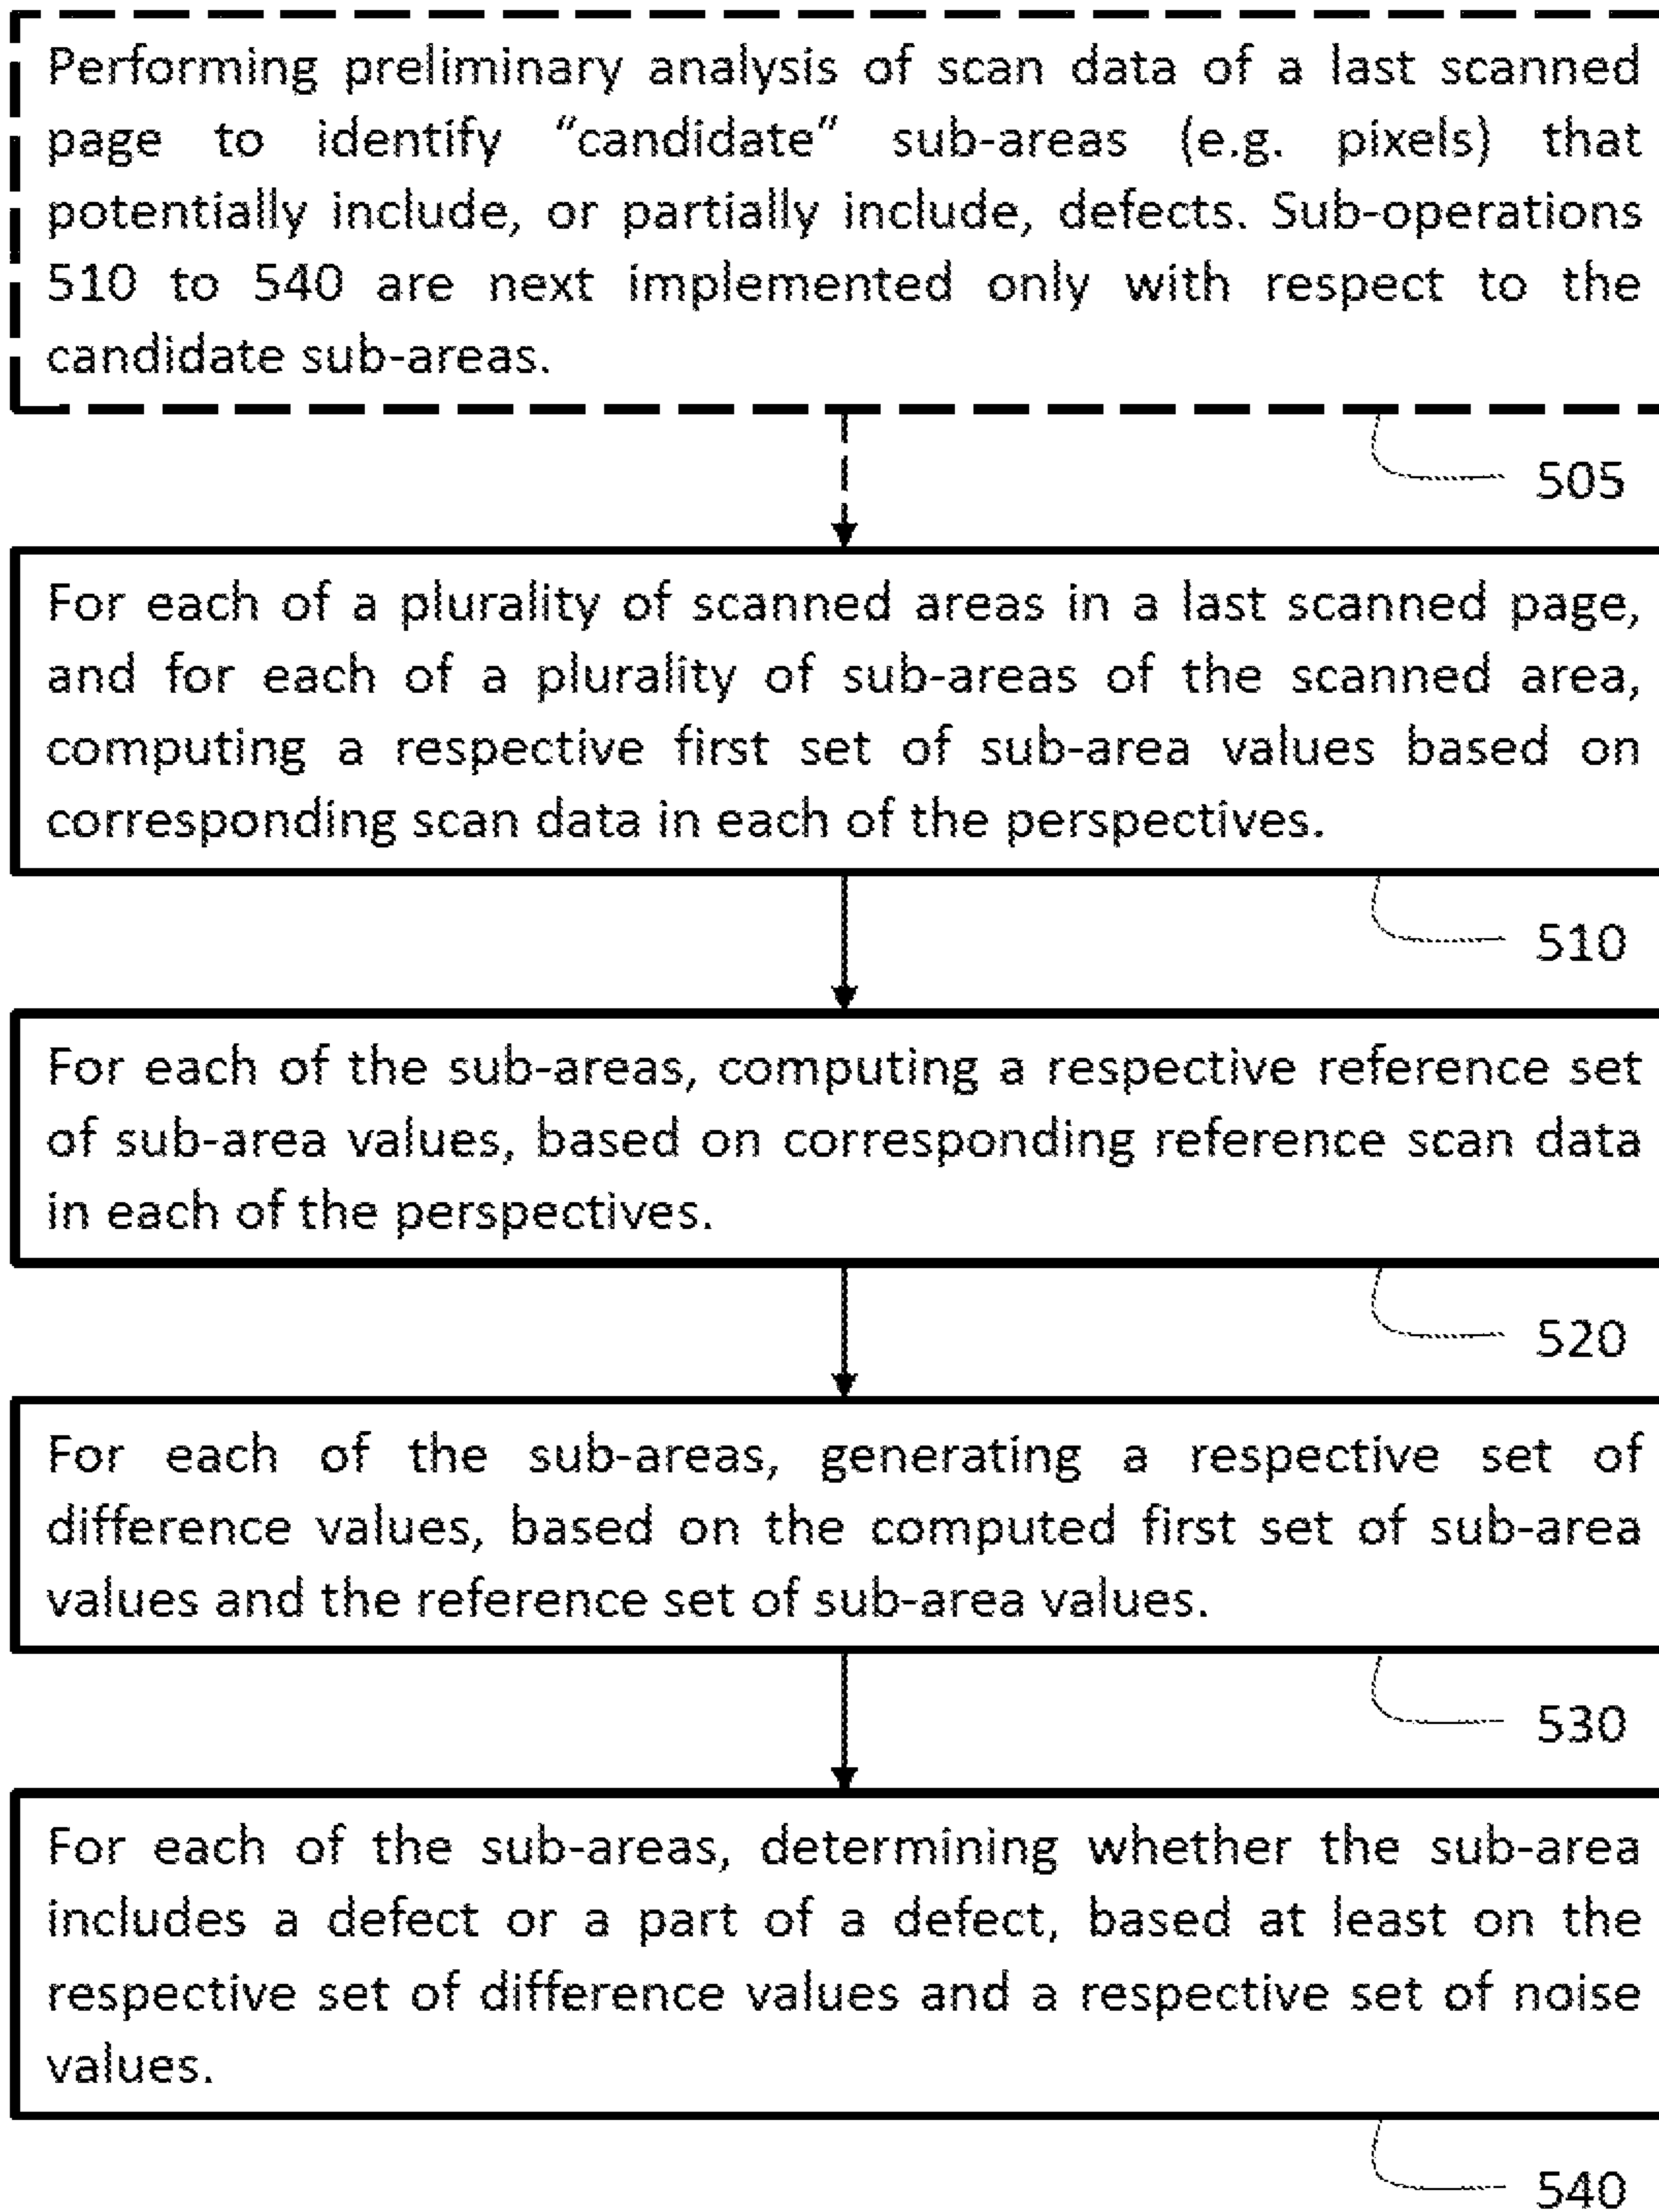 Performing preliminary analysis of scan data of a last scanned
page to identify “candidate” sub-areas (e.g. pixels) that
potentially include, or partially include, defects. Sub-operations
510 to 540 are next implemented only with respect to the
candidate sub-areas.
505
For each of a plurality of scanned areas in a last scanned page,
and for each of a plurality of sub-areas of the scanned area,
computing a respective first set of sub-area values based on
corresponding scan data in each of the perspectives.
510
For each of the sub-areas, computing a respective reference set
of sub-area values, based on corresponding reference scan data
in each of the perspectives.
520
For each of the sub-areas, generating a respective set of
difference values, based on the computed first set of sub-area
values and the reference set of sub-area values.
530
For each of the sub-areas, determining whether the sub-area
includes a defect or a part of a defect, based at least on the
respective set of difference values and a respective set of noise
values.
540